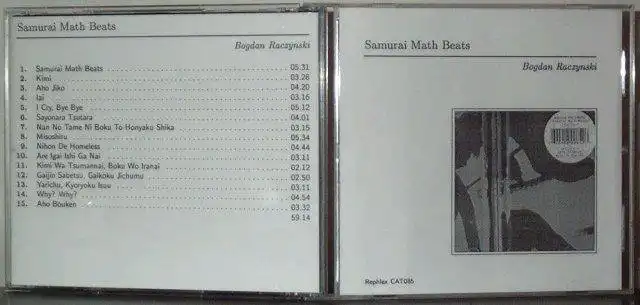 Samurai Math Beats
Bogdan Raczynski
1. Samurai Math Beats 05.31
2. Kimi 03.28
3. Aho Jiko 04.20
4. Iai 03.16
5. I Cry, Bye Bye 05.12
6. Sayonara Tsutara 04.01
7. Nan No Tame Ni Boku To Honyaku Shika 03.15
8. Misoshitu 05.34
9. Nihon De Homeless 04.44
10. Are Igai Ishi Ga Nai 03.11
11. Kimi Wa Tsumannai, Boku Wo Iranai 02.12
12. Gaijin Sabetsu, Gaikoku Jichumu 02.50
13. Yarichu, Kyoryoku Isau 03.11
14. Why? Why? 04.54
15. Aho Bouken 03.32
59.14
Samurai Math Beats
Bogdan Raczynski
Rephlex CAT085